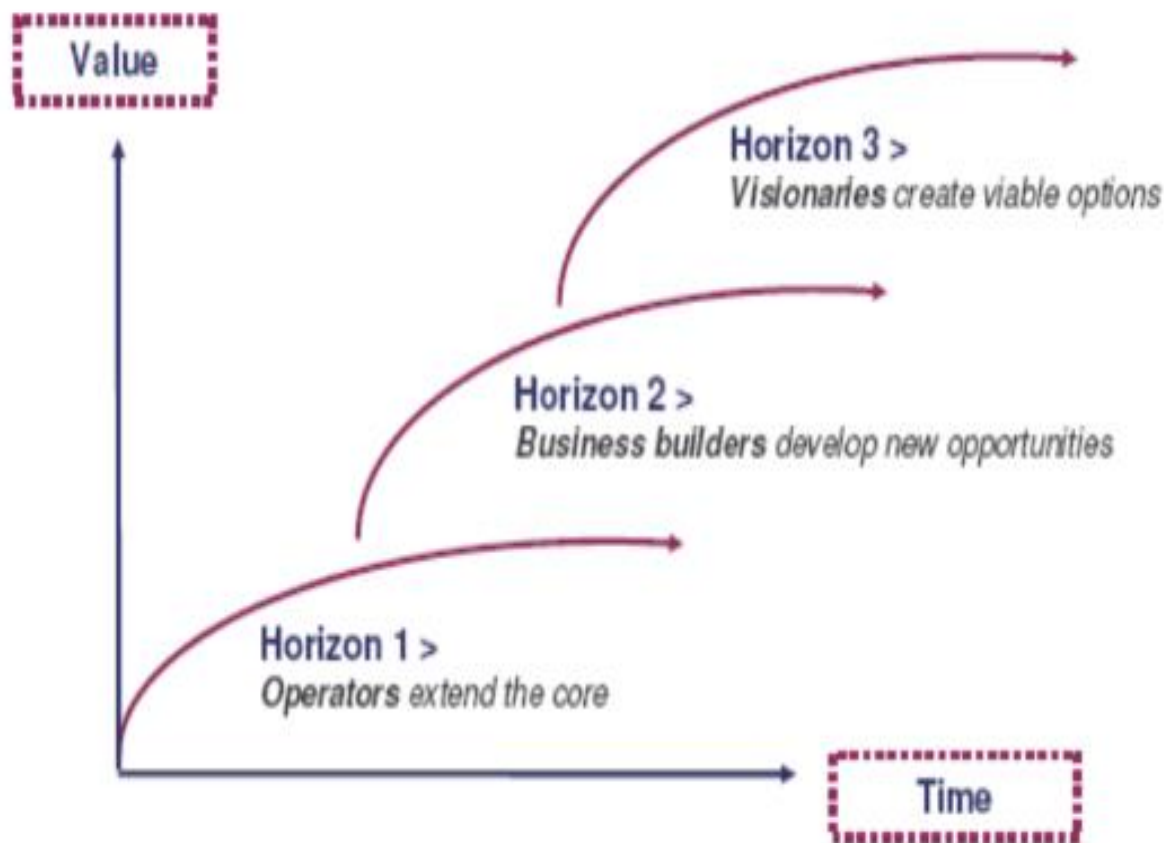 Value
Horizon 3 >
Visionaries create viable options
Horizon 2 >
Business builders develop new opportunities
Horizon 1 >
Operators extend the core
Time